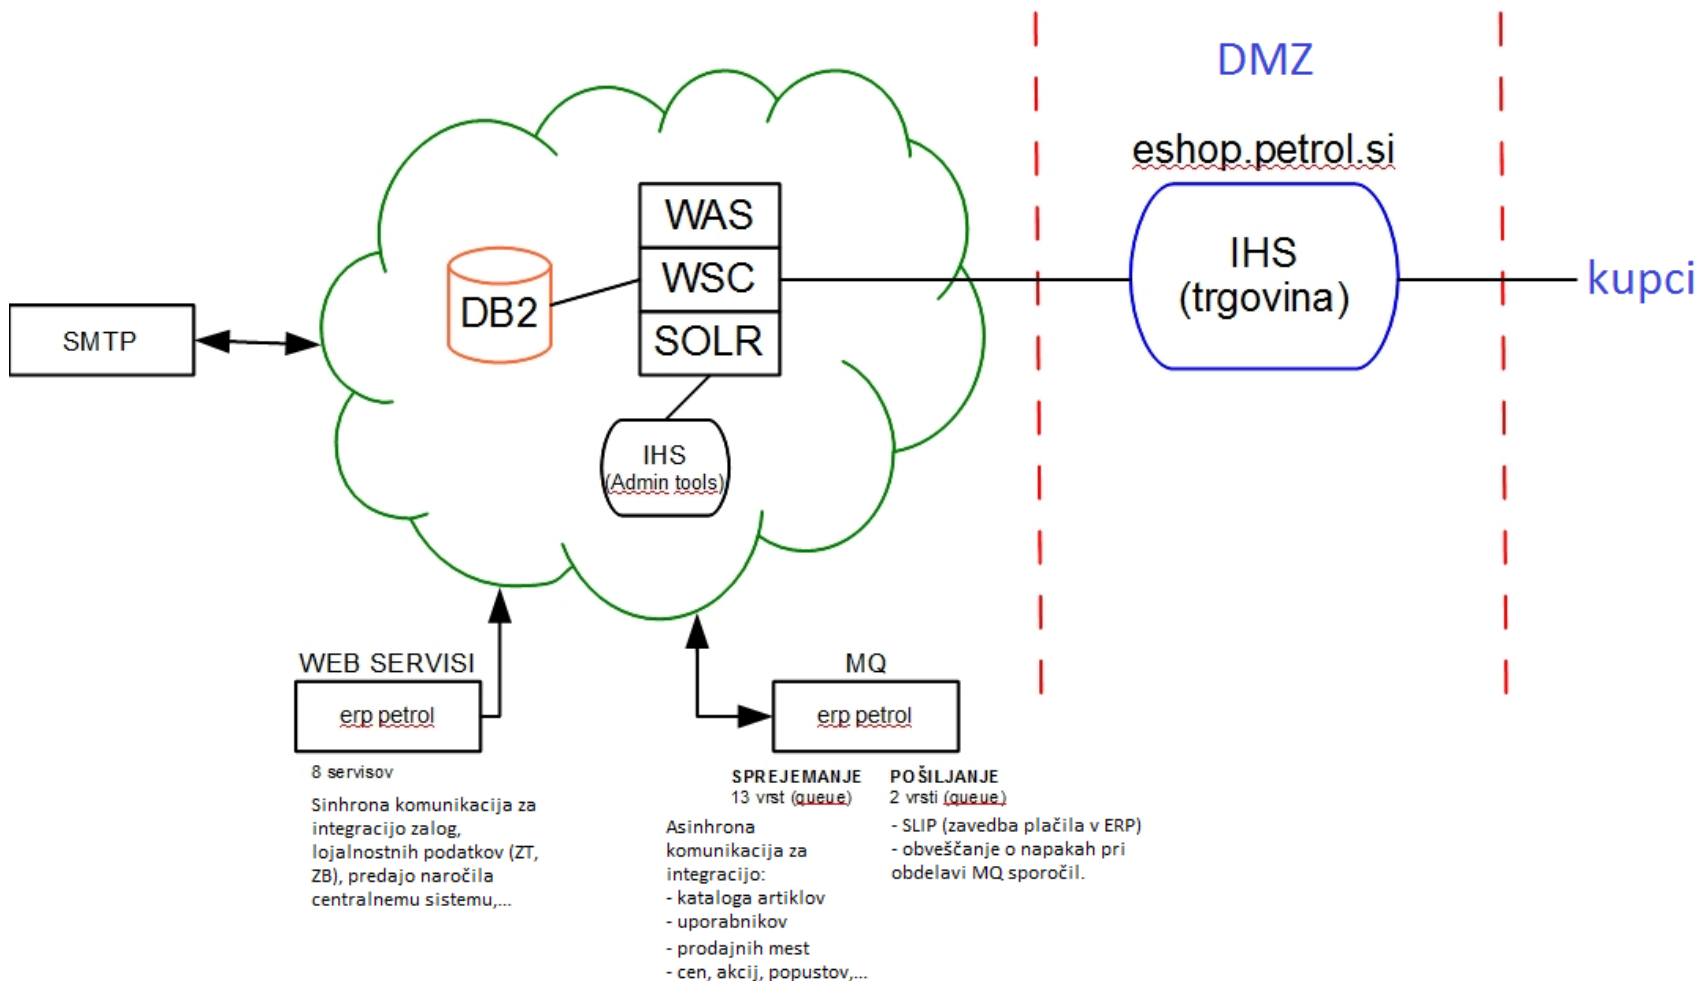 DMZ
eshop.petrol.si
WAS
WSC
SOLR
DB2
IHS
(trgovina)
kupci
SMTP
IHS
(Admin tools)
WEB SERVISI
erp petrol
8 servisov
Sinhrona komunikacija za
integracijo zalog,
lojalnostnih podatkov (ZT,
ZB), predajo naročila
centralnemu sistemu,...
MQ
erp petrol
SPREJEMANJE
13 vrst (queue)
Asinhrona
komunikacija za
integracijo:
- kataloga artiklov
- uporabnikov
- prodajnih mest
- cen, akcij, popustov,...
POŠILJANJE
2 vrsti (queue)
- SLIP (zavedba plačila v ERP)
- obveščanje o napakah pri
obdelavi MQ sporočil.